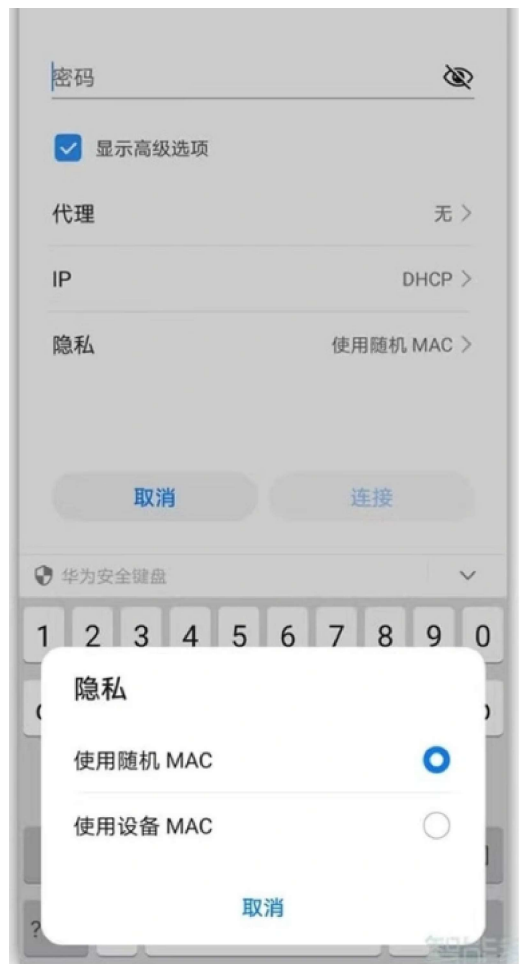 密码
显示高级选项
代理 无
IP DHCP
隐私 使用随机 MAC
取消 连接
华为安全键盘
1 2 3 4 5 6 7 8 9 0
隐私
使用随机 MAC
使用设备 MAC
取消
?